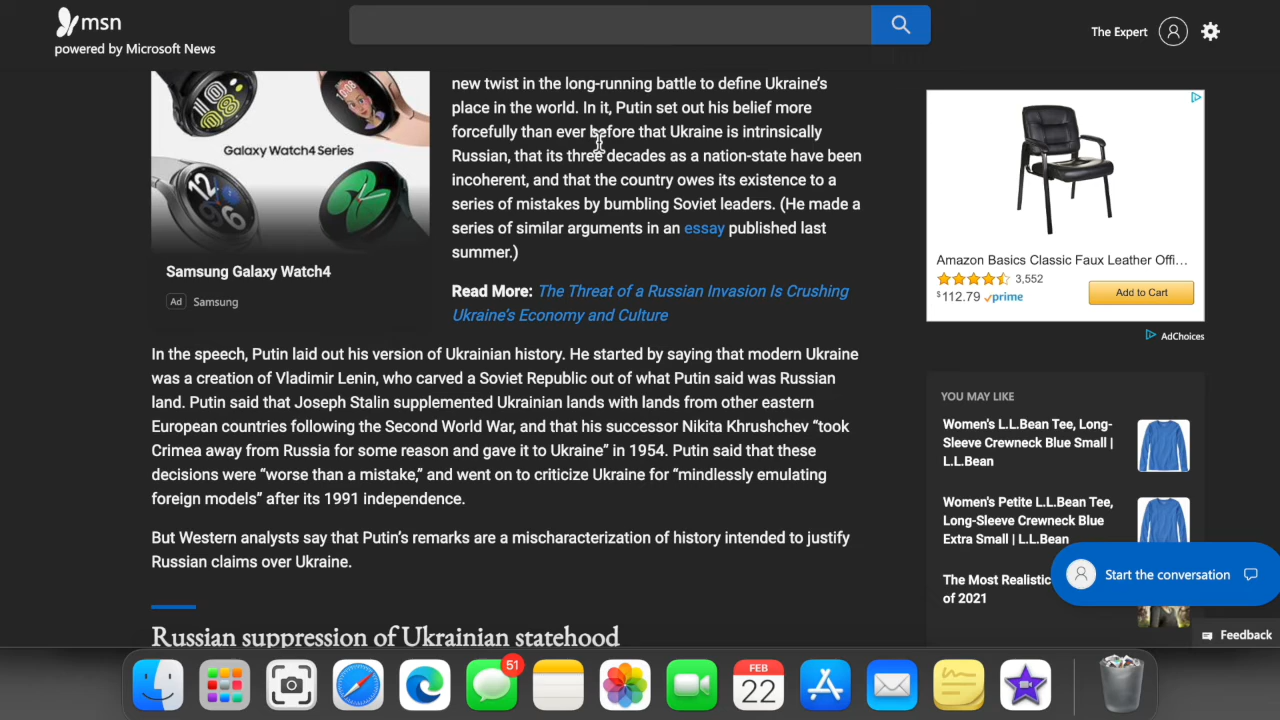 msn
powered by Microsoft News
The Expert
new twist in the long-running battle to define Ukraine's
place in the world. In it, Putin set out his belief more
forcefully than ever before that Ukraine is intrinsically
Russian, that its three decades as a nation-state have been
incoherent, and that the country owes its existence to a
series of mistakes by bumbling Soviet leaders. (He made a
series of similar arguments in an essay published last
summer.)
Read More: The Threat of a Russian Invasion Is Crushing
Ukraine's Economy and Culture
Galaxy Watch4 Series
Samsung Galaxy Watch4
Ad Samsung
In the speech, Putin laid out his version of Ukrainian history. He started by saying that modern Ukraine
was a creation of Vladimir Lenin, who carved a Soviet Republic out of what Putin said was Russian
land. Putin said that Joseph Stalin supplemented Ukrainian lands with lands from other eastern
European countries following the Second World War, and that his successor Nikita Khrushchev “took
Crimea away from Russia for some reason and gave it to Ukraine” in 1954. Putin said that these
decisions were “worse than a mistake,” and went on to criticize Ukraine for “mindlessly emulating
foreign models” after its 1991 independence.
But Western analysts say that Putin's remarks are a mischaracterization of history intended to justify
Russian claims over Ukraine.
Russian suppression of Ukrainian statehood
Amazon Basics Classic Faux Leather Offi...
3,552
$112.79 prime
Add to Cart
AdChoices
YOU MAY LIKE
Women's L.L.Bean Tee, Long-
Sleeve Crewneck Blue Small |
L.L.Bean
Women's Petite L.L.Bean Tee,
Long-Sleeve Crewneck Blue
Extra Small | L.L.Bean
The Most Realistic
of 2021
Start the conversation
Feedback
51
FEB
22